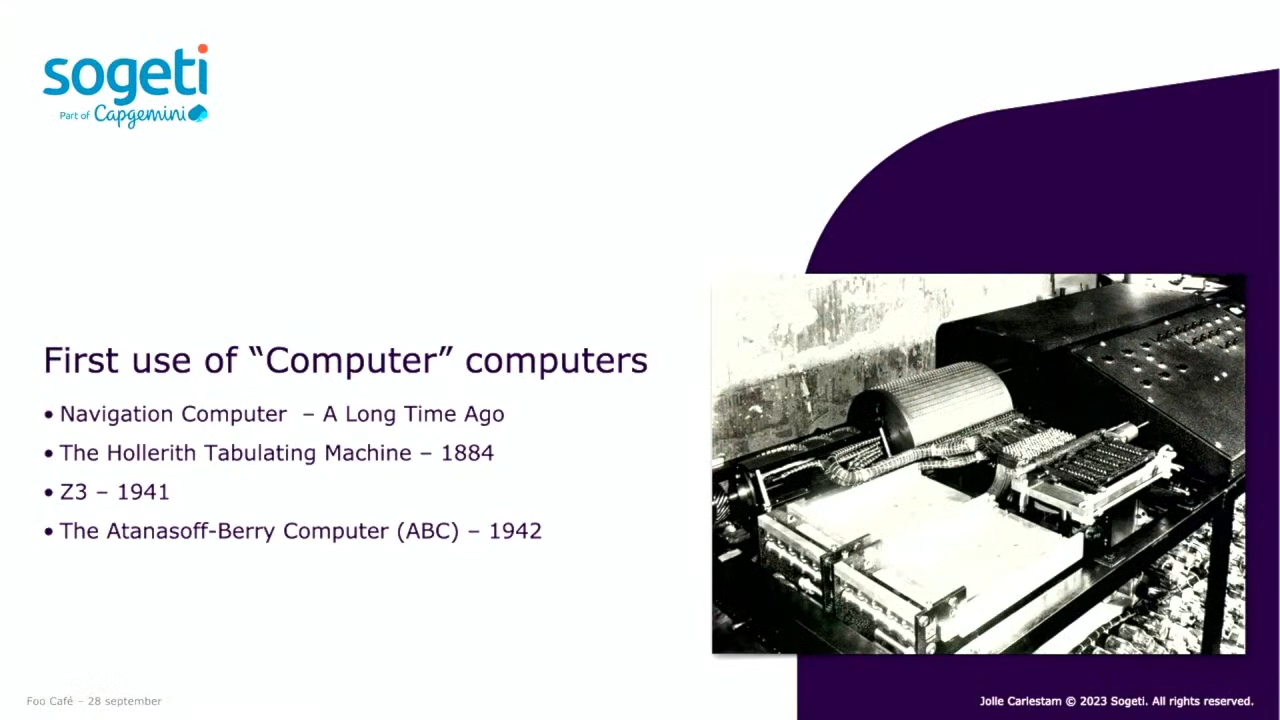 sogeti
Part of Capgemini
First use of “Computer” computers
• Navigation Computer – A Long Time Ago
• The Hollerith Tabulating Machine – 1884
• Z3 – 1941
• The Atanasoff-Berry Computer (ABC) – 1942
Foo Café – 28 september
Jolle Carlestam © 2023 Sogeti. All rights reserved.